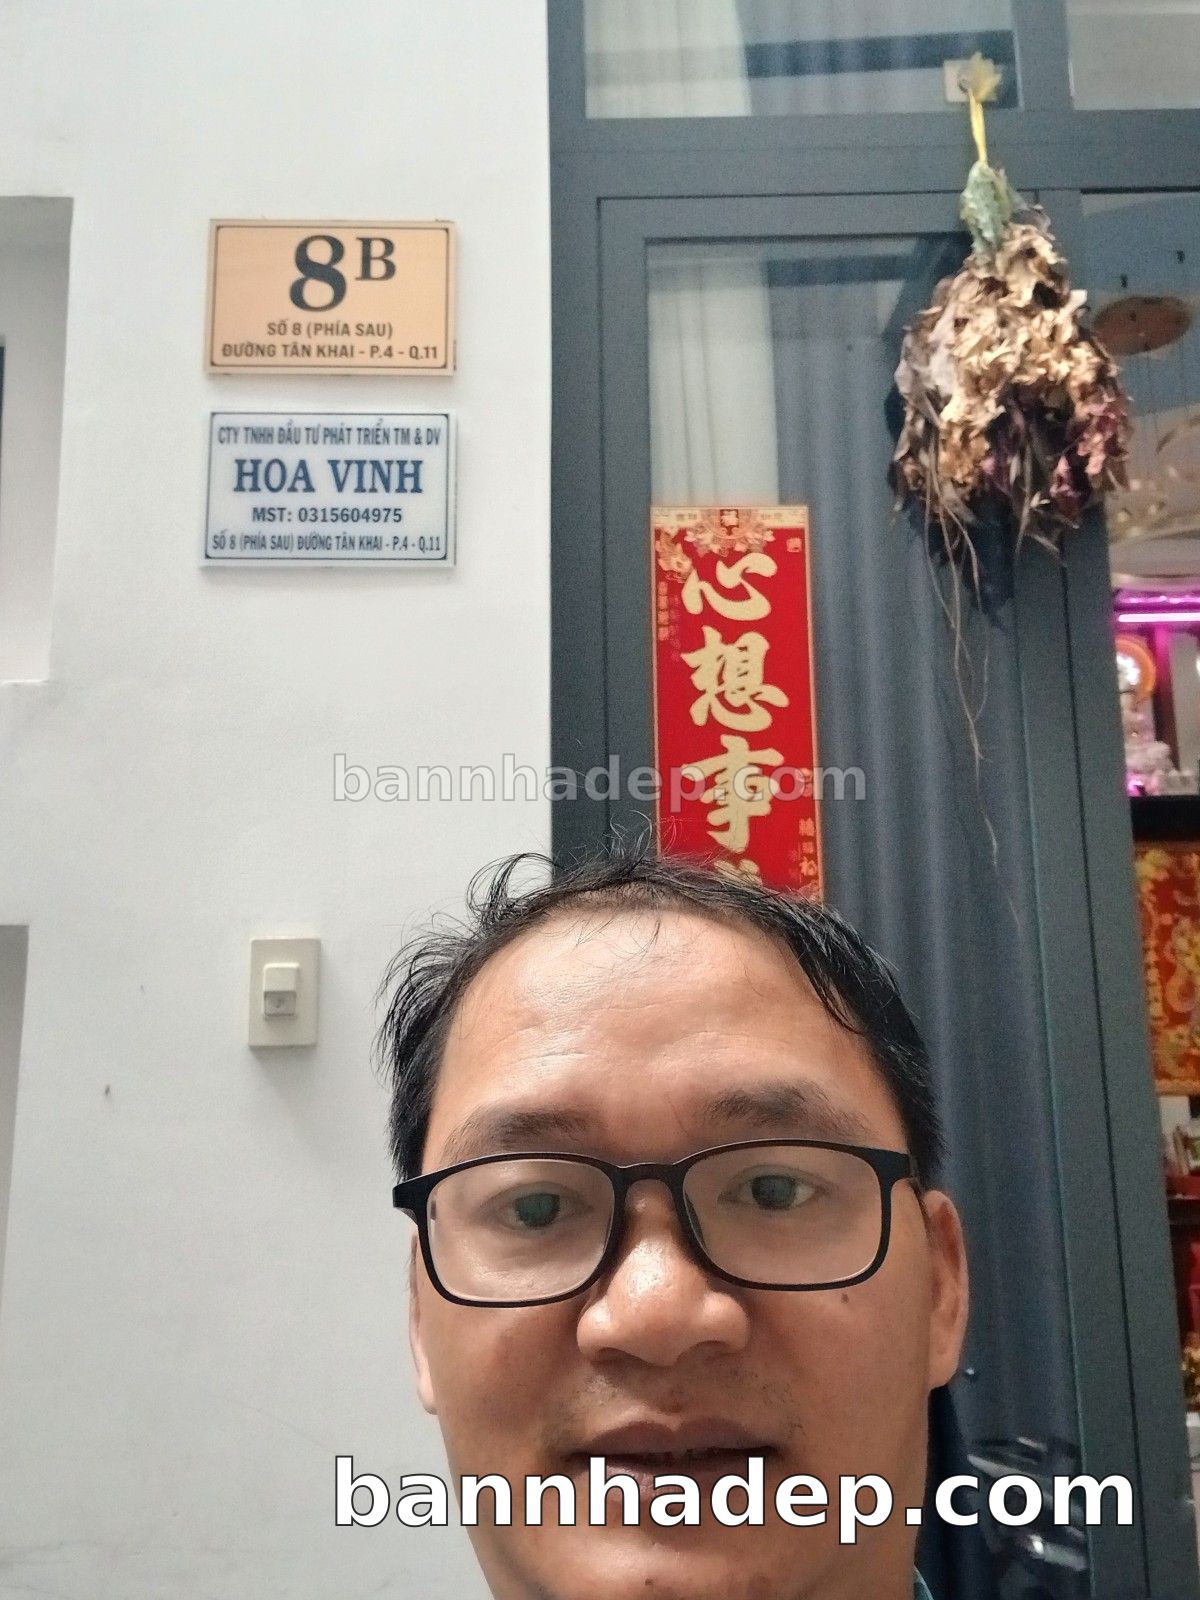 8B
SỐ 8 (PHÍA SAU)
ĐƯỜNG TÂN KHAI - P.4 - Q.11
CTY TNHH ĐẦU TƯ PHÁT TRIỂN TM & DV
HOA VINH
MST: 0315604975
SỐ 8 (PHÍA SAU) ĐƯỜNG TÂN KHAI - P.4 - Q.11
心想事
bannhadep.com
bannhadep.com